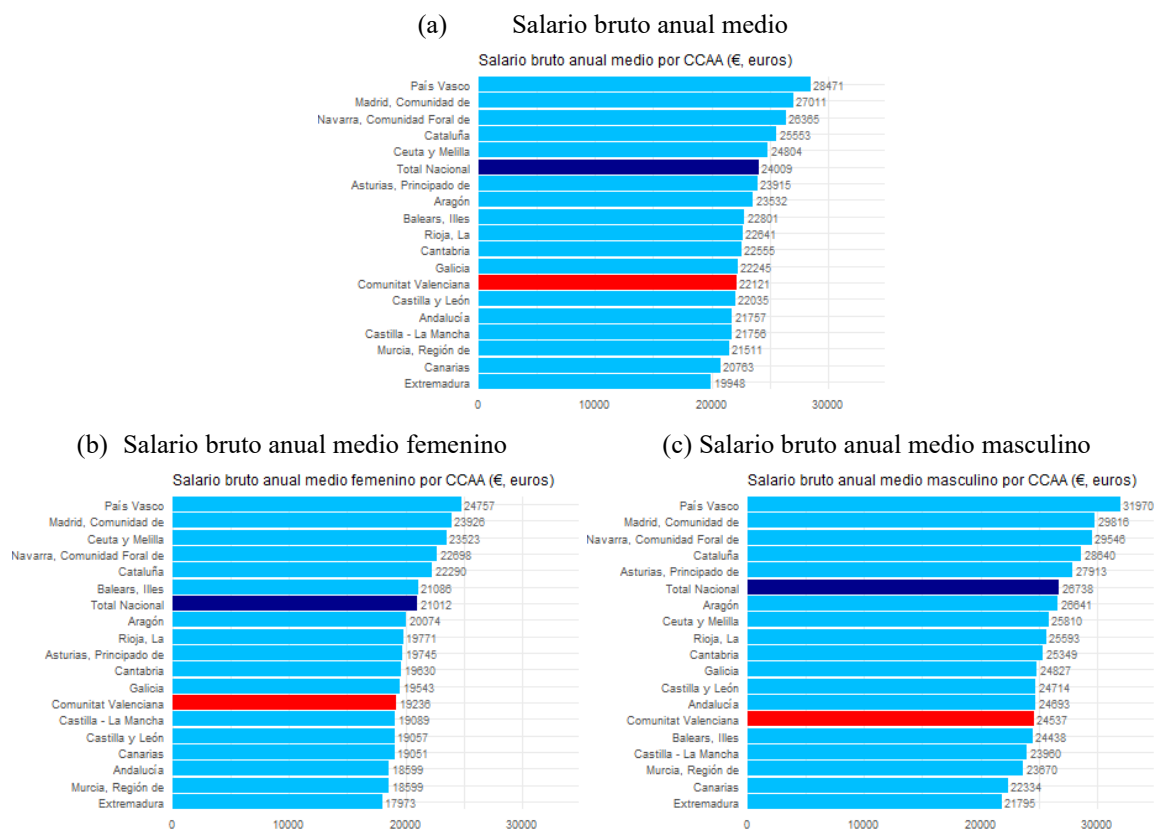 (a) Salario bruto anual medio
Salario bruto anual medio por CCAA (€, euros)
País Vasco 28471
Madrid, Comunidad de 27011
Navarra, Comunidad Foral de 26365
Cataluña 25553
Ceuta y Melilla 24804
Total Nacional 24009
Asturias, Principado de 23915
Aragón 23532
Balears, Illes 22801
Rioja, La 22641
Cantabria 22555
Galicia 22245
Comunitat Valenciana 22121
Castilla y León 22035
Andalucía 21757
Castilla - La Mancha 21756
Murcia, Región de 21511
Canarias 20763
Extremadura 19948
0 10000 20000 30000
(b) Salario bruto anual medio femenino
Salario bruto anual medio femenino por CCAA (€, euros)
País Vasco 24757
Madrid, Comunidad de 23926
Ceuta y Melilla 23523
Navarra, Comunidad Foral de 22698
Cataluña 22290
Balears, Illes 21086
Total Nacional 21012
Aragón 20074
Rioja, La 19771
Asturias, Principado de 19745
Cantabria 19630
Galicia 19543
Comunitat Valenciana 19236
Castilla - La Mancha 19089
Castilla y León 19057
Canarias 19051
Andalucía 18599
Murcia, Región de 18599
Extremadura 17973
0 10000 20000 30000
(c) Salario bruto anual medio masculino
Salario bruto anual medio masculino por CCAA (€, euros)
País Vasco 31970
Madrid, Comunidad de 29816
Navarra, Comunidad Foral de 29546
Cataluña 28640
Asturias, Principado de 27913
Total Nacional 26738
Aragón 26641
Ceuta y Melilla 25810
Rioja, La 25593
Cantabria 25349
Galicia 24827
Castilla y León 24714
Andalucía 24693
Comunitat Valenciana 24537
Balears, Illes 24438
Castilla - La Mancha 23960
Murcia, Región de 23670
Canarias 22334
Extremadura 21795
0 10000 20000 30000